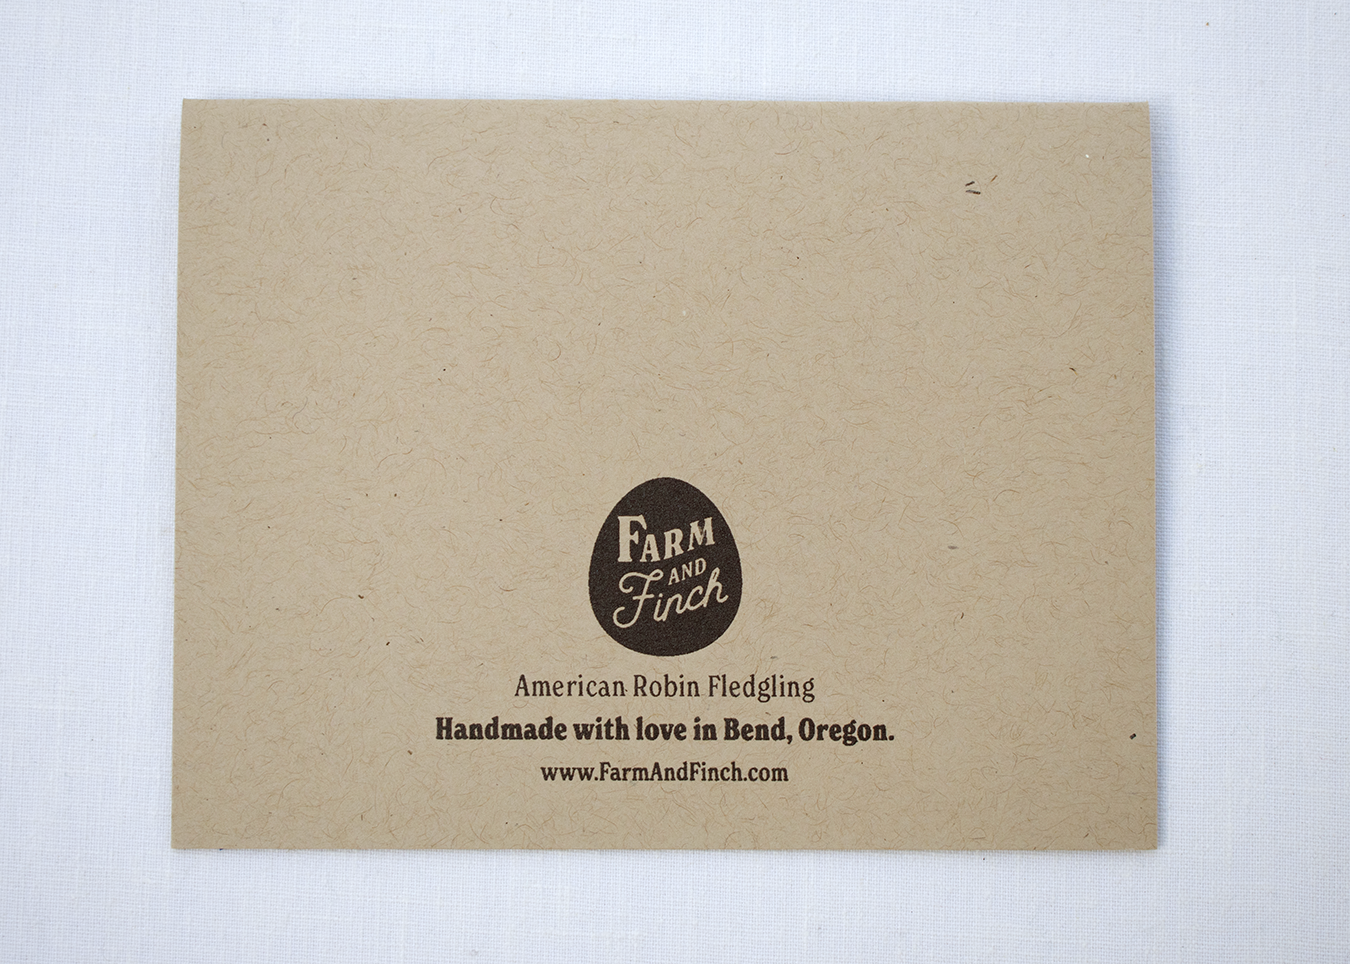 FARM
AND
Finch
American Robin Fledgling
Handmade with love in Bend, Oregon.
www.FarmAndFinch.com